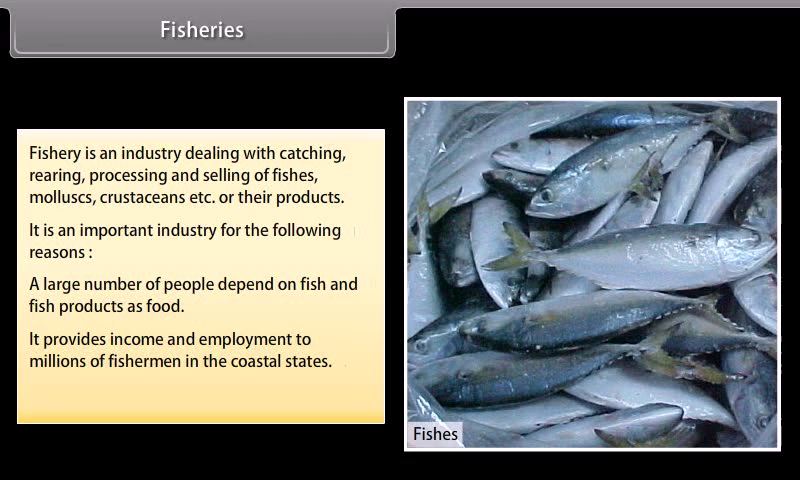 Fisheries
Fishery is an industry dealing with catching,
rearing, processing and selling of fishes,
molluscs, crustaceans etc. or their products.
It is an important industry for the following
reasons :
A large number of people depend on fish and
fish products as food.
It provides income and employment to
millions of fishermen in the coastal states.
Fishes